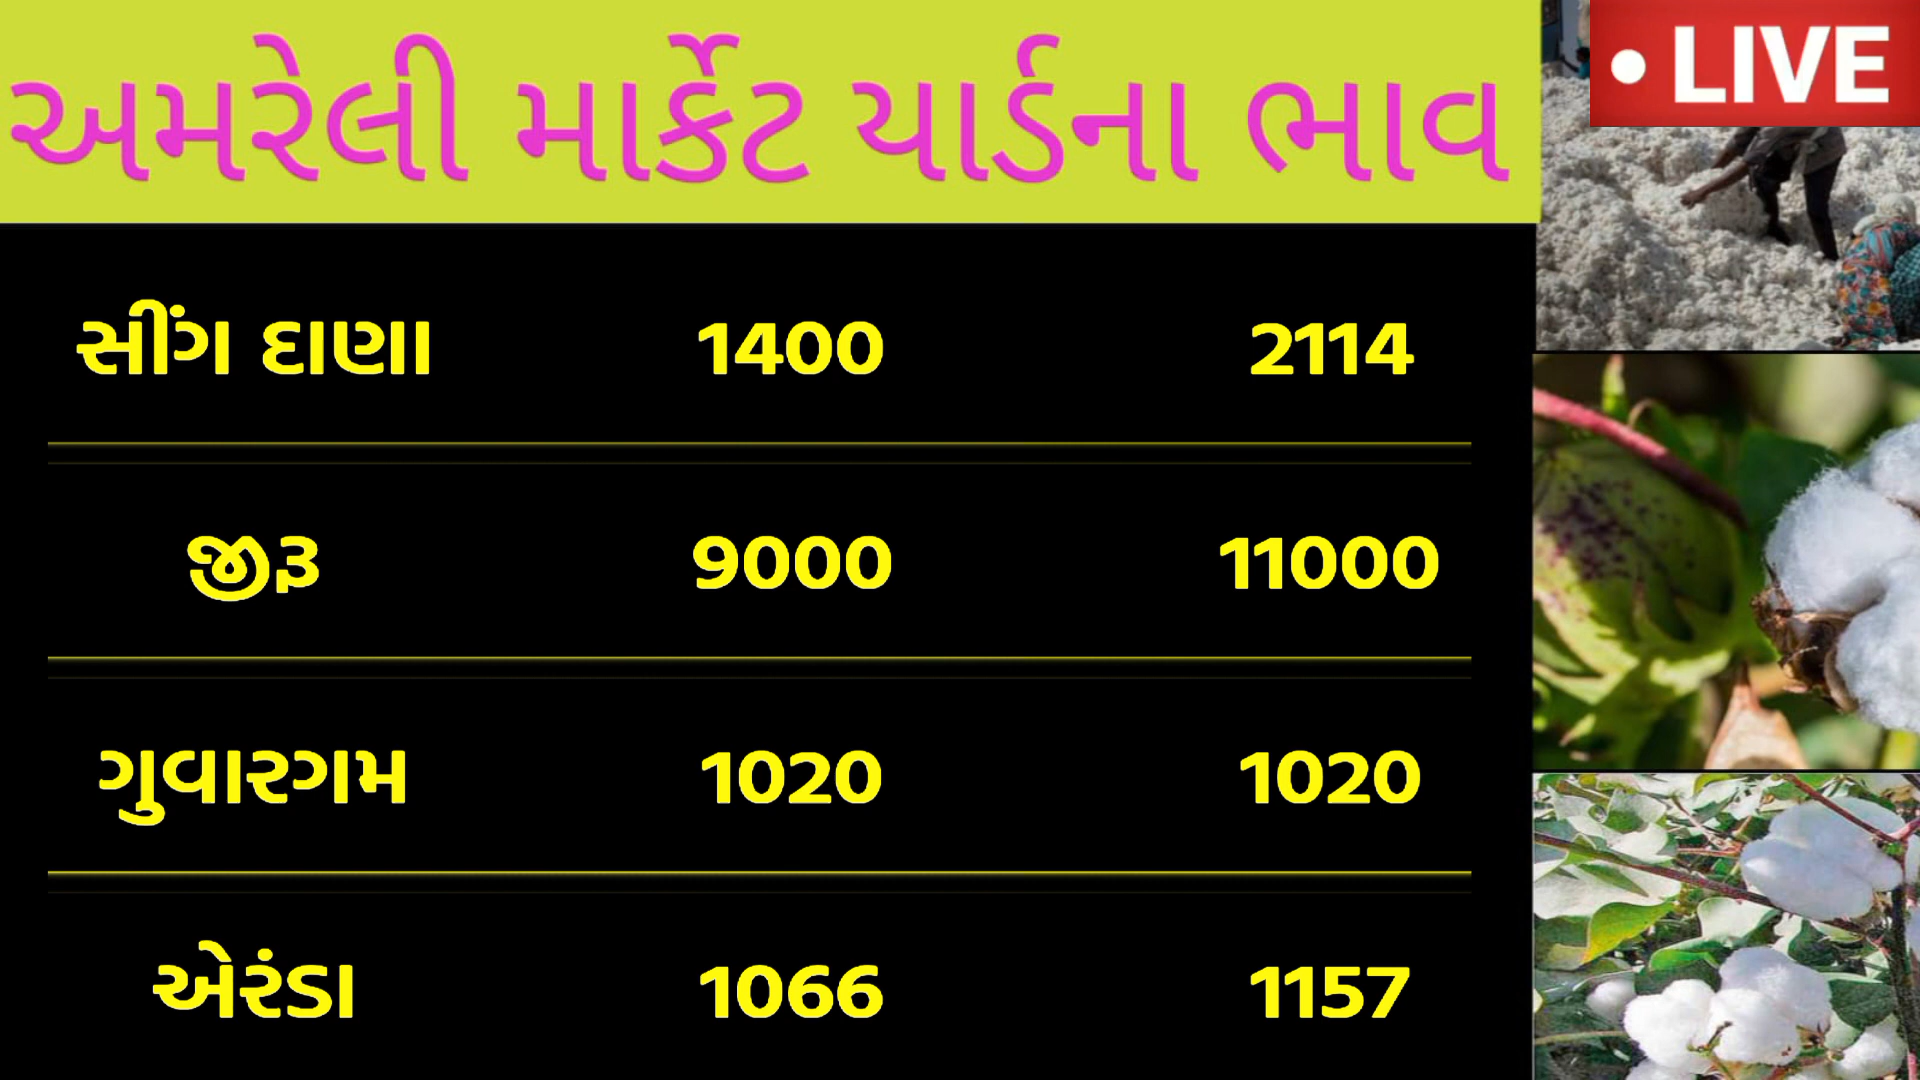 અમરેલી માર્કેટ યાર્ડના ભાવ
• LIVE
સીંગ દાણા 1400 2114
જીરૂ 9000 11000
ગુવારગમ 1020 1020
એરંડા 1066 1157